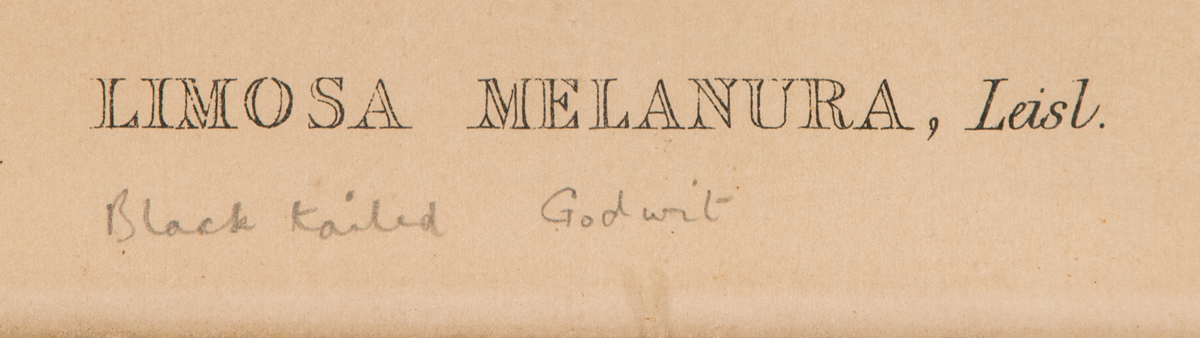 LIMOSA MELANURA, Leisl.
Black tailed Godwit